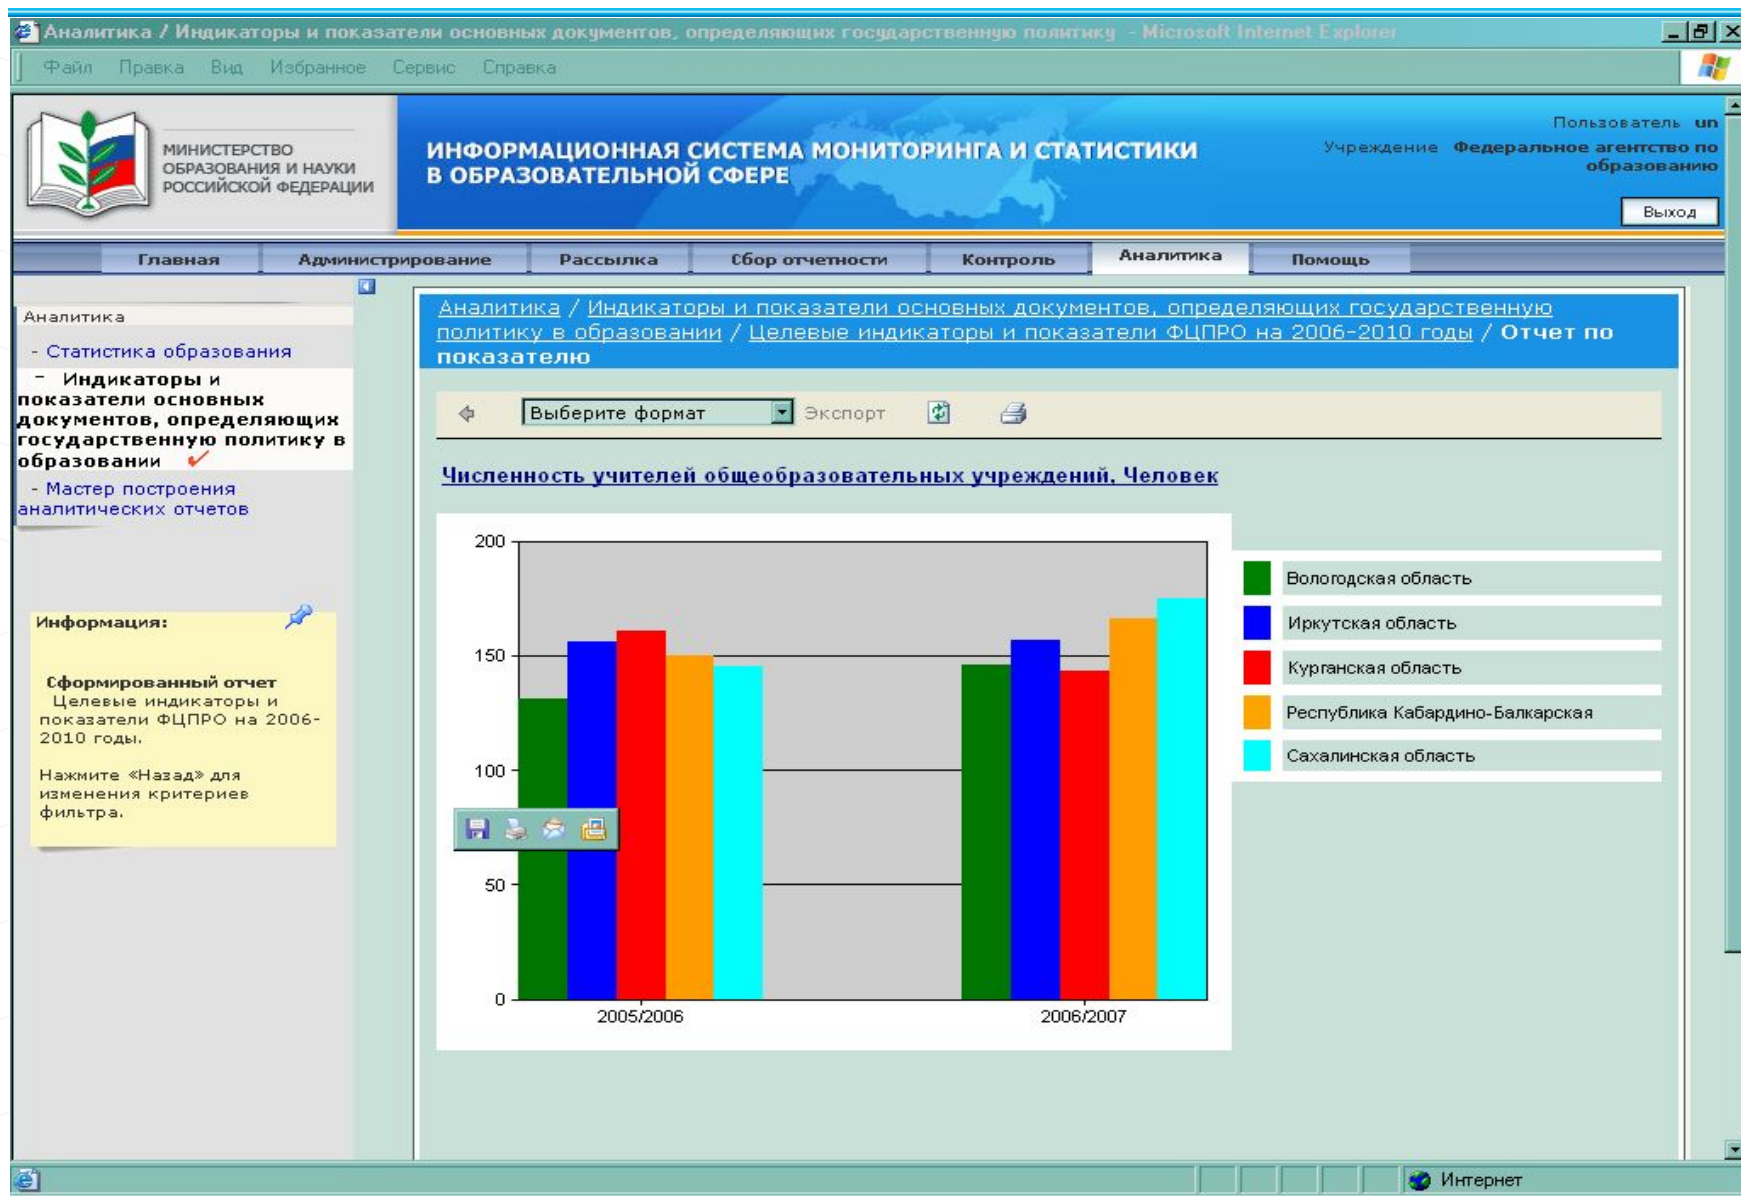 Аналитика / Индикаторы и показатели основных документов, определяющих государственную политику - Microsoft Internet Explorer
Файл Правка Вид Избранное Сервис Справка
МИНИСТЕРСТВО
ОБРАЗОВАНИЯ И НАУКИ
РОССИЙСКОЙ ФЕДЕРАЦИИ
ИНФОРМАЦИОННАЯ СИСТЕМА МОНИТОРИНГА И СТАТИСТИКИ
В ОБРАЗОВАТЕЛЬНОЙ СФЕРЕ
Пользователь un
Учреждение Федеральное агентство по
образованию
Выход
Главная Администрирование Рассылка Сбор отчетности Контроль Аналитика Помощь
Аналитика
- Статистика образования
- Индикаторы и
показатели основных
документов, определяющих
государственную политику в
образовании
- Мастер построения
аналитических отчетов
Информация:
Сформированный отчет
Целевые индикаторы и
показатели ФЦПРО на 2006-
2010 годы.
Нажмите «Назад» для
изменения критериев
фильтра.
Аналитика / Индикаторы и показатели основных документов, определяющих государственную
политику в образовании / Целевые индикаторы и показатели ФЦПРО на 2006-2010 годы / Отчет по
показателю
Выберите формат Экспорт
Численность учителей общеобразовательных учреждений, Человек
200
150
100
50
0
2005/2006 2006/2007
Вологодская область
Иркутская область
Курганская область
Республика Кабардино-Балкарская
Сахалинская область
Интернет